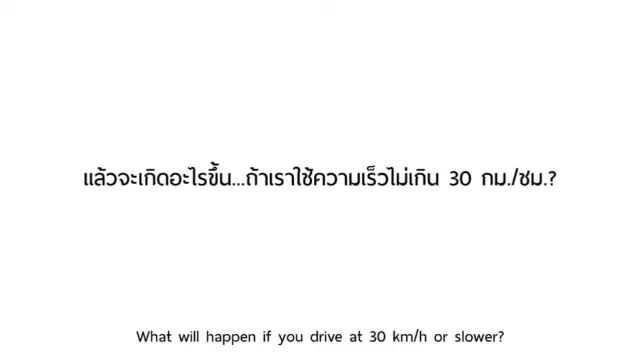 แล้วจะเกิดอะไรขึ้น...ถ้าเราใช้ความเร็วไม่เกิน 30 กม./ชม.?
What will happen if you drive at 30 km/h or slower?